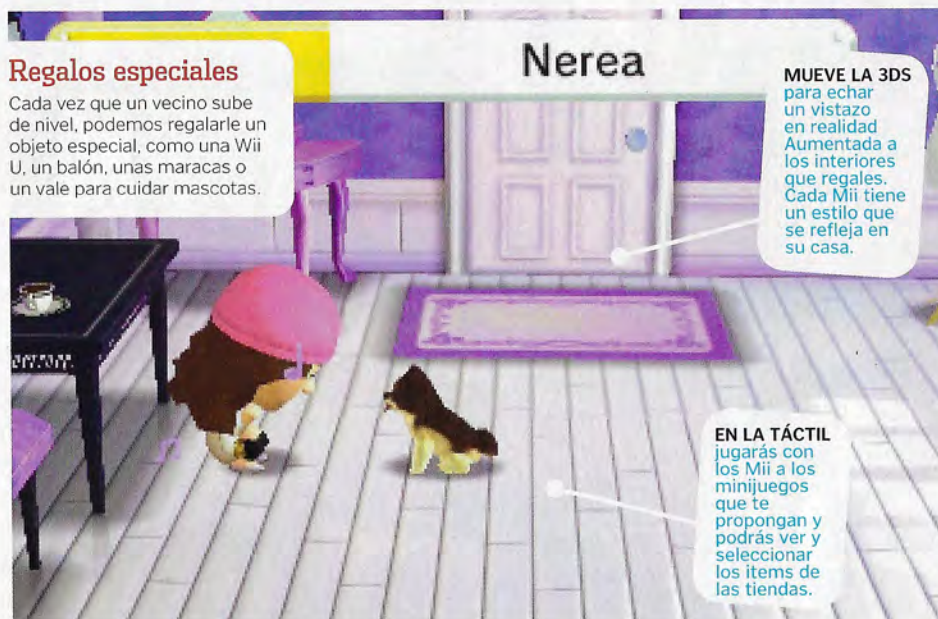 Nerea
Regalos especiales
Cada vez que un vecino sube
de nivel, podemos regalarle un
objeto especial, como una Wii
U, un balón, unas maracas o
un vale para cuidar mascotas.
MUEVE LA 3DS
para echar
un vistazo
en realidad
Aumentada a
los interiores
que regales.
Cada Mii tiene
un estilo que
se refleja en
su casa.
EN LA TÁCTIL
jugarás con
los Mii a los
minijuegos
que te
propongan y
podrás ver y
seleccionar
los items de
las tiendas.